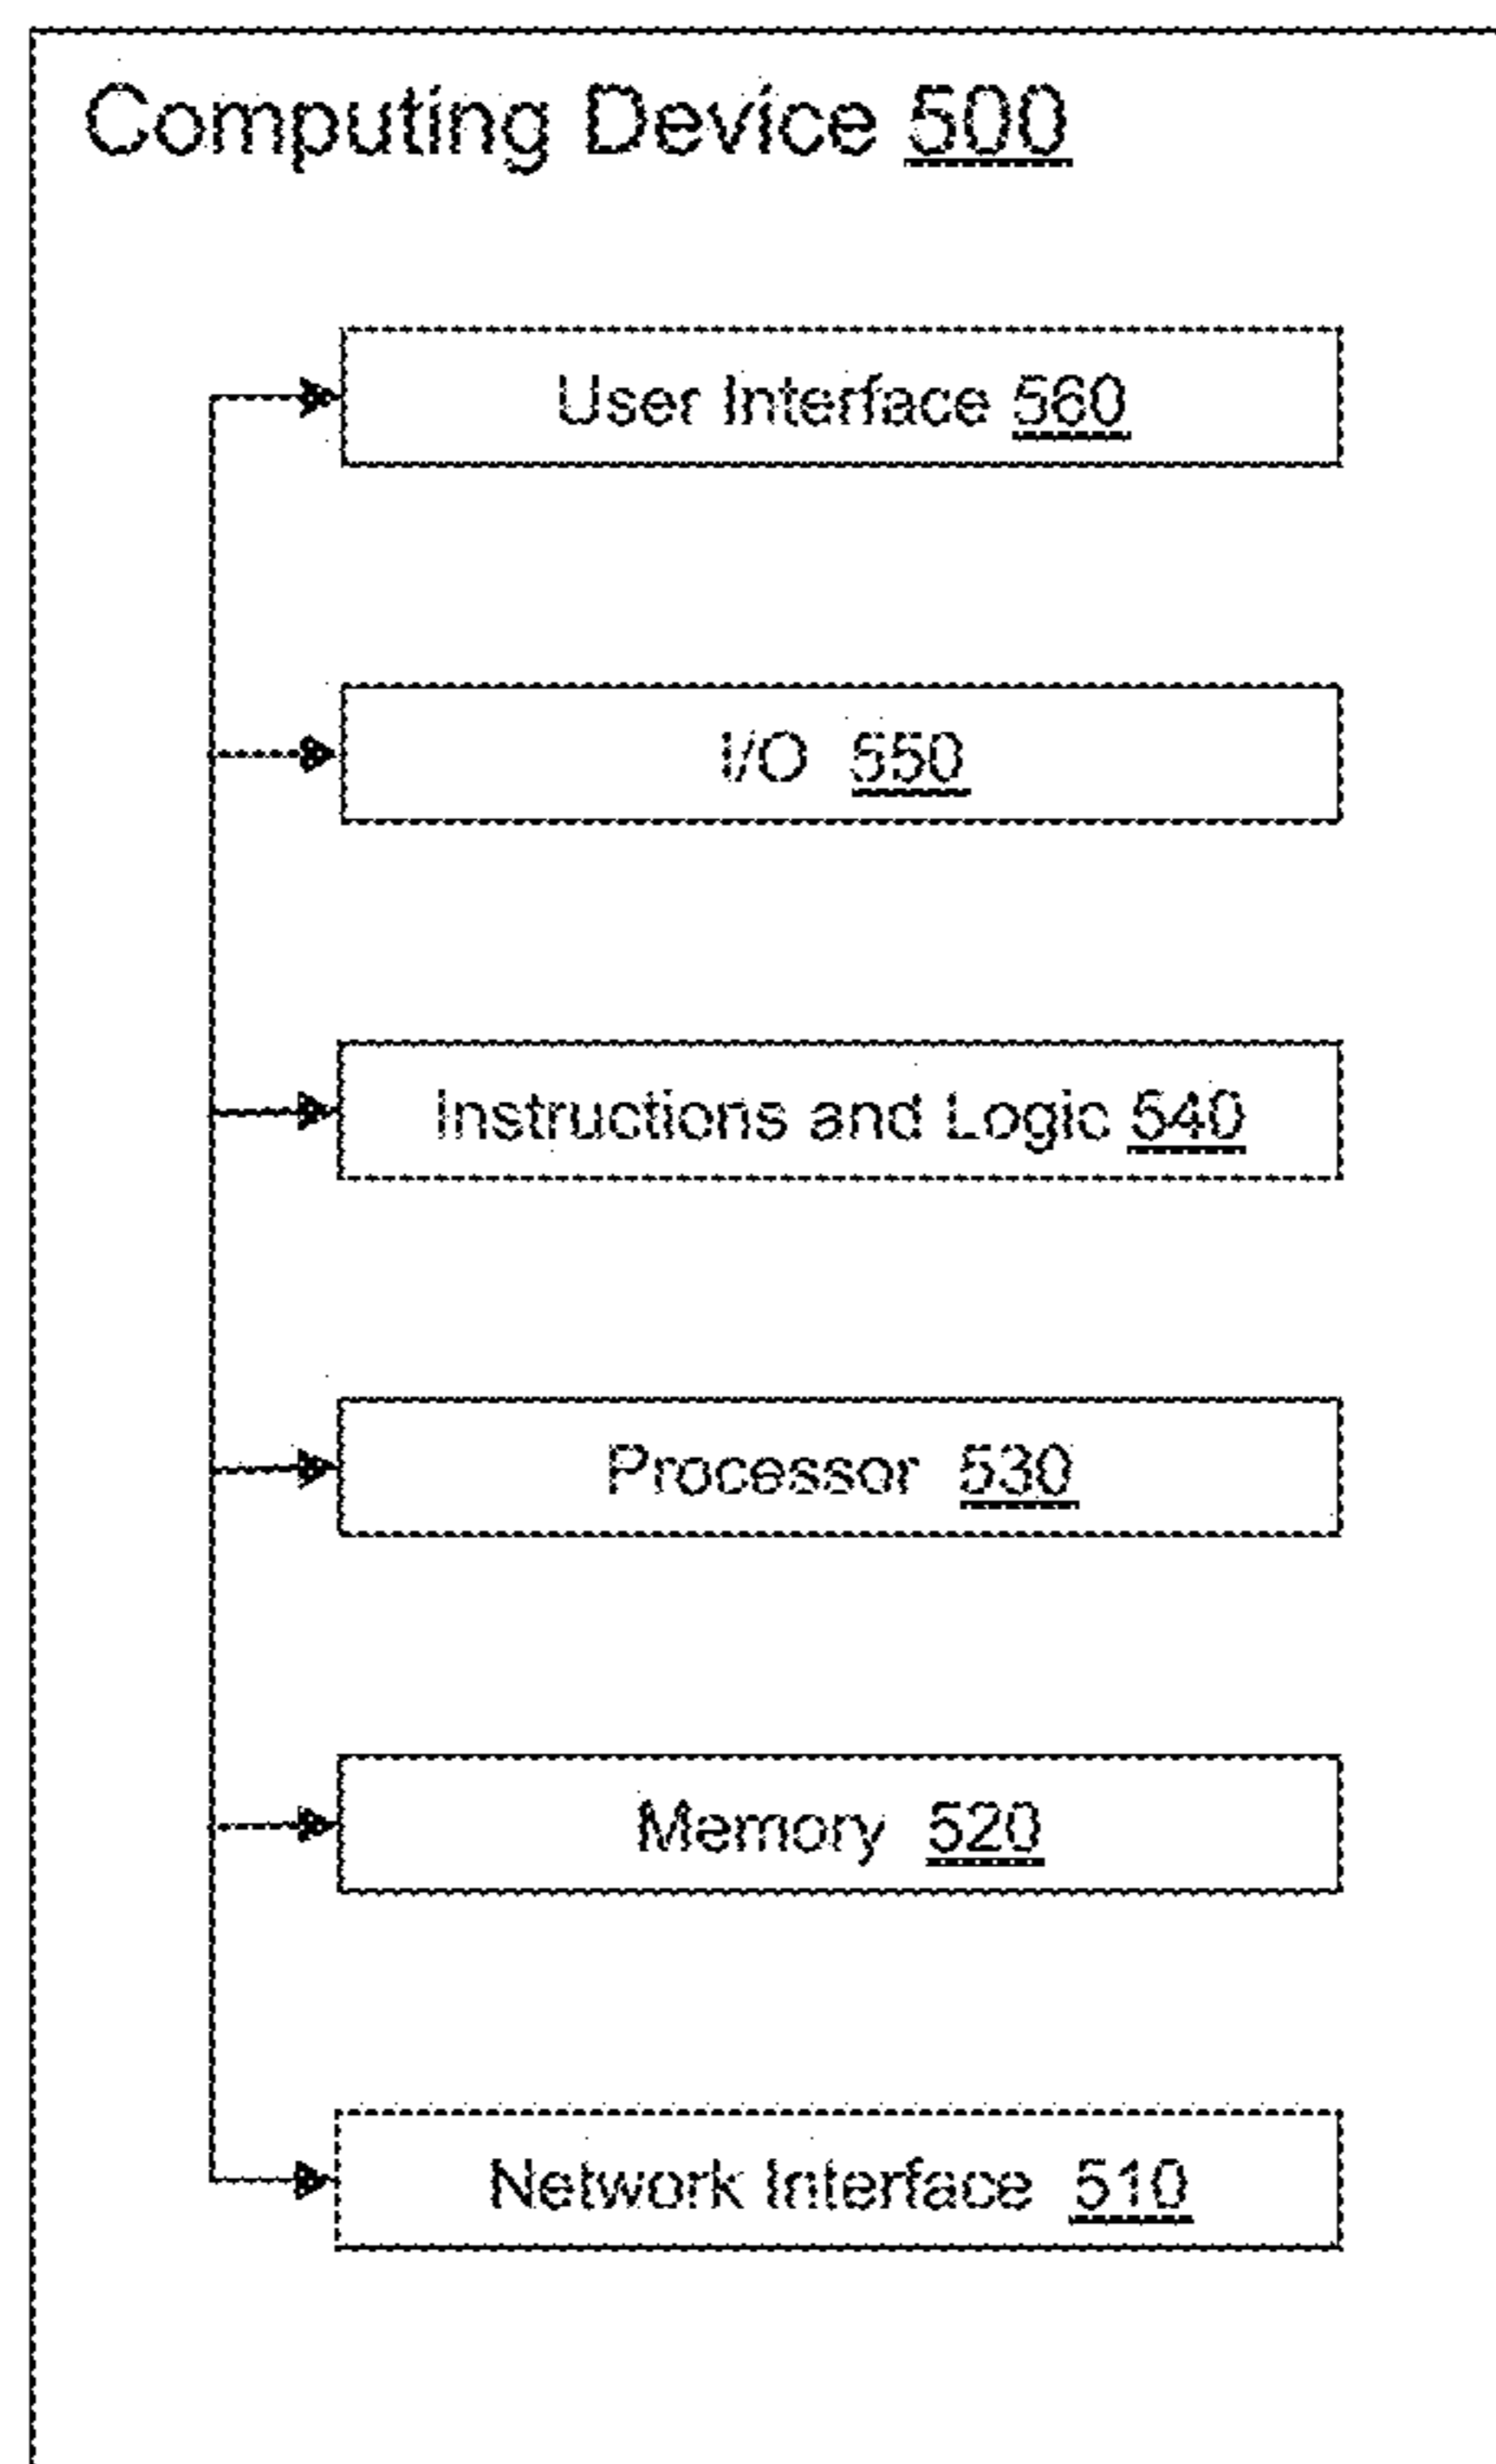 Computing Device 500
User Interface 560
I/O 550
Instructions and Logic 540
Processor 530
Memory 520
Network Interface 510